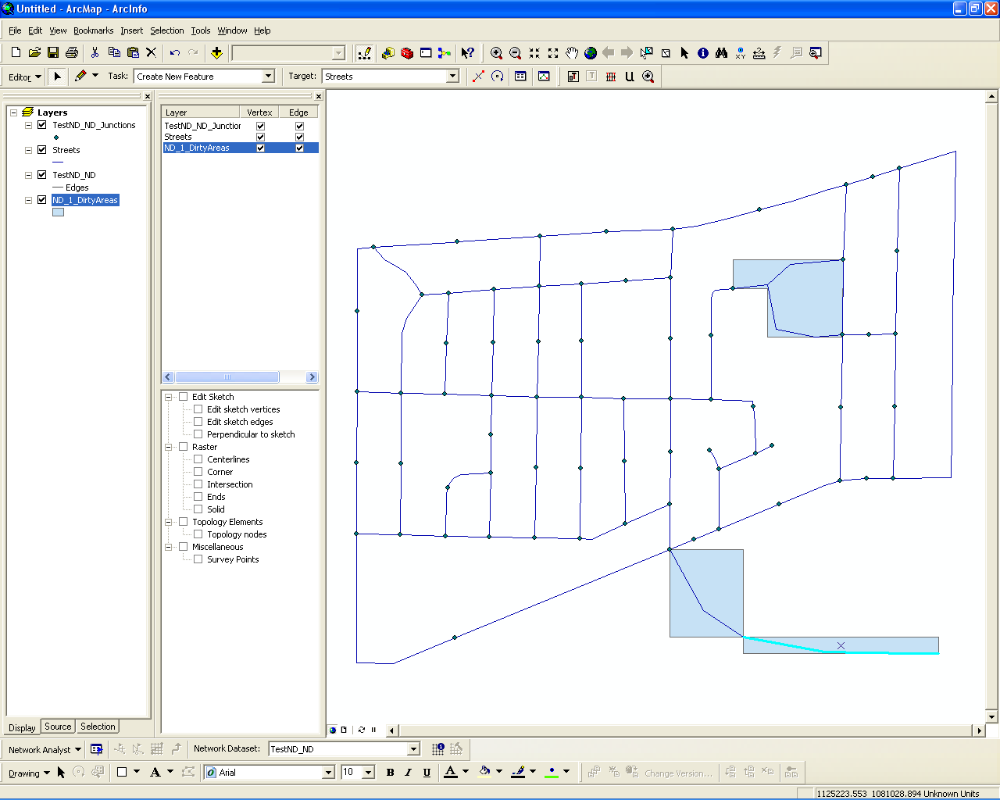 Untitled - ArcMap - ArcInfo
File Edit View Bookmarks Insert Selection Tools Window Help
Editor Task: Create New Feature Target: Streets
Layers
TestND_ND_Junctions
Streets
TestND_ND
Edges
ND_1_DirtyAreas
Layer Vertex Edge
TestND_ND_Junctior
Streets
ND_1_DirtyAreas
Edit Sketch
Edit sketch vertices
Edit sketch edges
Perpendicular to sketch
Raster
Centerlines
Corner
Intersection
Ends
Solid
Topology Elements
Topology nodes
Miscellaneous
Survey Points
Display Source Selection
Network Analyst Network Dataset: TestND_ND
Drawing A Arial 10 B I U A Change Version...
1125223.553 1081028.894 Unknown Units